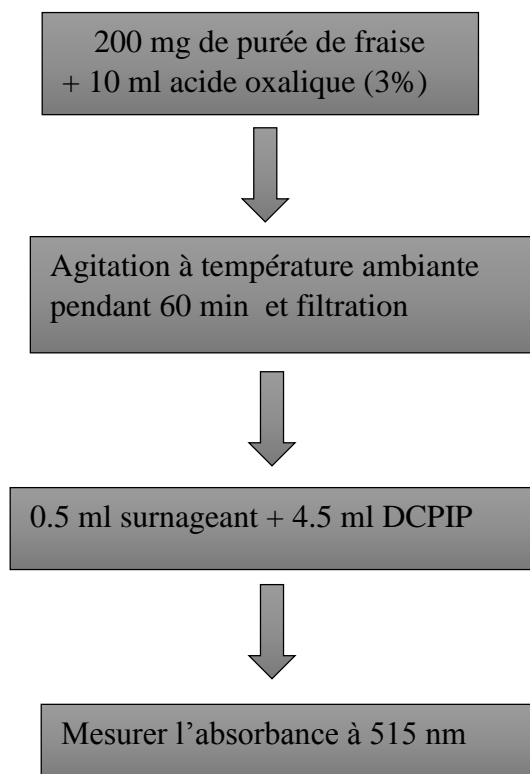 200 mg de purée de fraise
+ 10 ml acide oxalique (3%)
Agitation à température ambiante
pendant 60 min et filtration
0.5 ml surnageant + 4.5 ml DCPIP
Mesurer l’absorbance à 515 nm